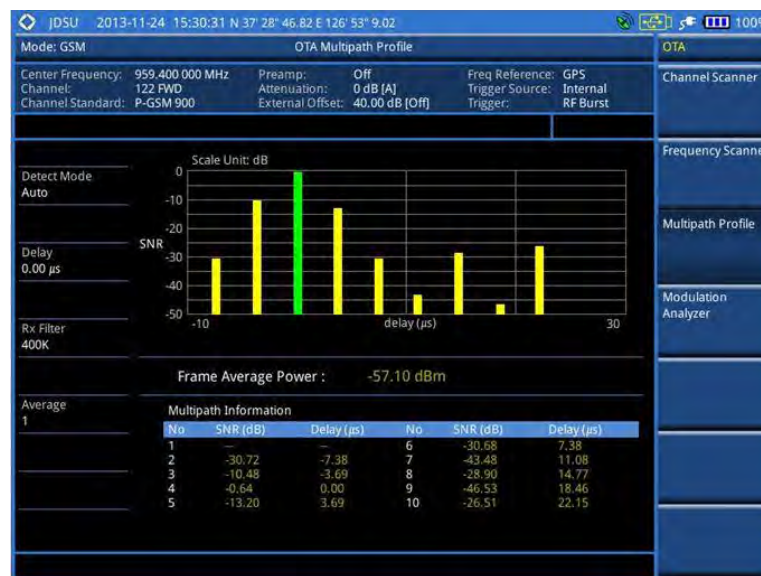 JDSU 2013-11-24 15:30:31 N 37' 28" 46.82 E 126' 53" 9.02 100%
Mode: GSM OTA Multipath Profile OTA
Center Frequency: 959.400 000 MHz
Channel: 122 FWD
Channel Standard: P-GSM 900
Preamp: Off
Attenuation: 0 dB [A]
External Offset: 40.00 dB [Off]
Freq Reference: GPS
Trigger Source: Internal
Trigger: RF Burst
Detect Mode
Auto
Delay
0.00 µs
Rx Filter
400K
Average
1
Scale Unit: dB
0
-10
-20
SNR
-30
-40
-50
-10 delay (µs) 30
Frame Average Power : -57.10 dBm
Multipath Information
No SNR (dB) Delay (µs) No SNR (dB) Delay (µs)
1 — — 6 -30.68 7.38
2 -30.72 -7.38 7 -43.48 11.08
3 -10.48 -3.69 8 -28.90 14.77
4 -0.64 0.00 9 -46.53 18.46
5 -13.20 3.69 10 -26.51 22.15
Channel Scanner
Frequency Scanne
Multipath Profile
Modulation
Analyzer